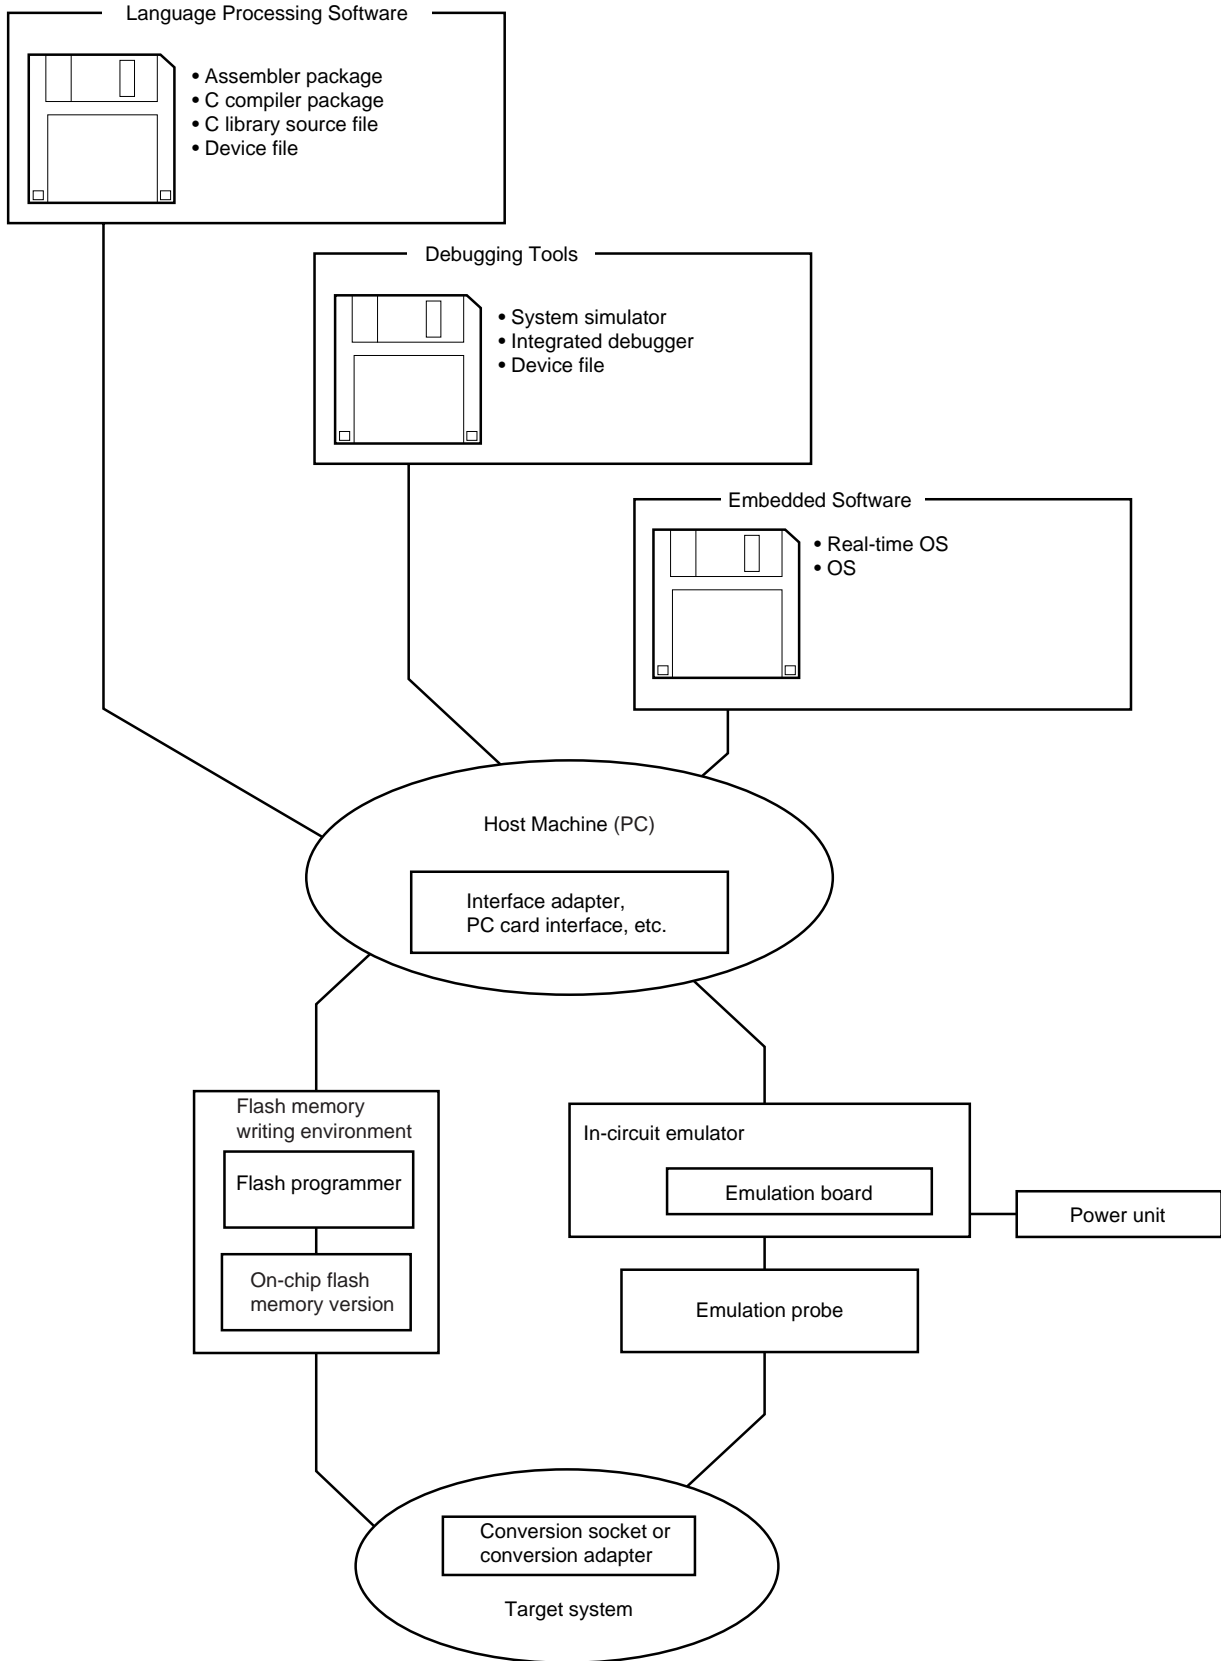 Language Processing Software
• Assembler package
• C compiler package
• C library source file
• Device file
Debugging Tools
• System simulator
• Integrated debugger
• Device file
Embedded Software
• Real-time OS
• OS
Host Machine (PC)
Interface adapter,
PC card interface, etc.
Flash memory
writing environment
Flash programmer
On-chip flash
memory version
In-circuit emulator
Emulation board
Power unit
Emulation probe
Conversion socket or
conversion adapter
Target system